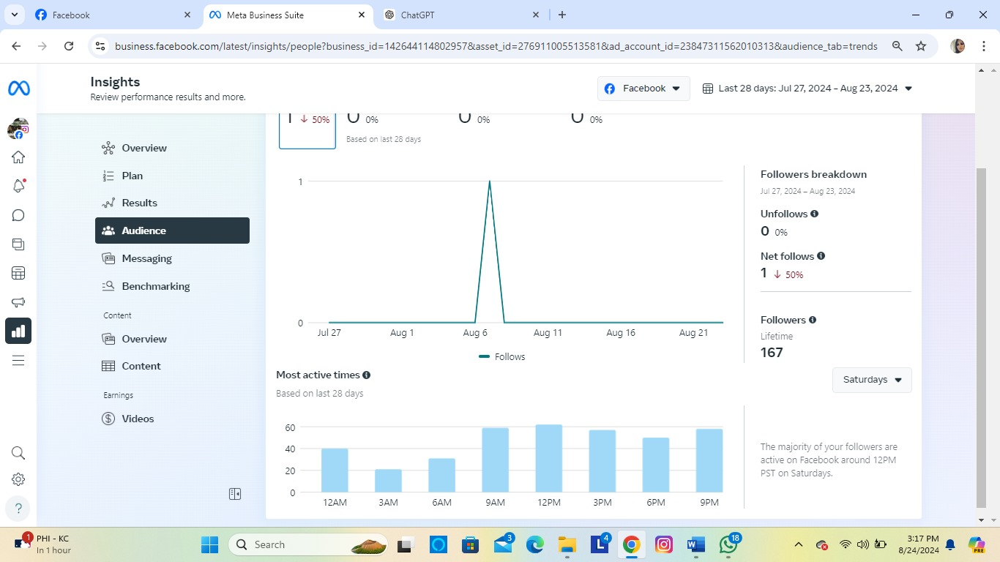 Facebook
Meta Business Suite
ChatGPT
business.facebook.com/latest/insights/people?business_id=142644114802957&asset_id=276911005513581&ad_account_id=23847311562010313&audience_tab=trends
Insights
Review performance results and more.
Facebook
Last 28 days: Jul 27, 2024 – Aug 23, 2024
1 ↓ 50%
0 0%
0 0%
0 0%
Based on last 28 days
Overview
Plan
Results
Audience
Messaging
Benchmarking
Content
Overview
Content
Earnings
Videos
1
0
Jul 27 Aug 1 Aug 6 Aug 11 Aug 16 Aug 21
Follows
Followers breakdown
Jul 27, 2024 – Aug 23, 2024
Unfollows
0 0%
Net follows
1 ↓ 50%
Followers
Lifetime
167
Most active times
Based on last 28 days
Saturdays
60
40
20
0
12AM 3AM 6AM 9AM 12PM 3PM 6PM 9PM
The majority of your followers are
active on Facebook around 12PM
PST on Saturdays.
1
PHI - KC
In 1 hour
Search
3
L 4
W
18
3:17 PM
8/24/2024
PRE